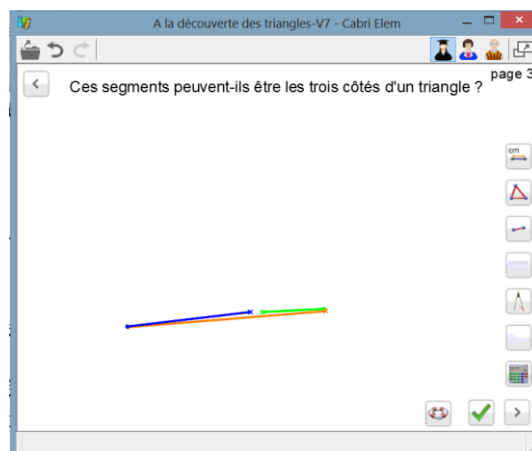 A la découverte des triangles-V7 - Cabri Elem
page 3
Ces segments peuvent-ils être les trois côtés d'un triangle ?
cm